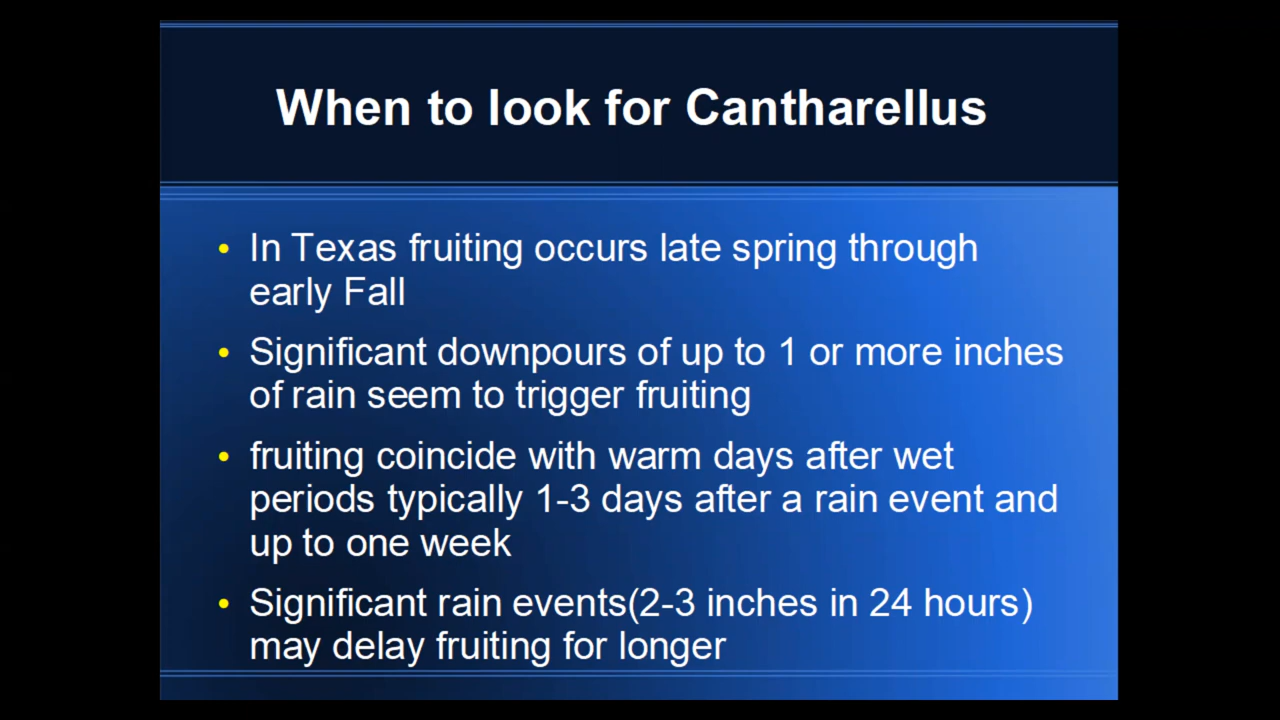 When to look for Cantharellus
• In Texas fruiting occurs late spring through
early Fall
• Significant downpours of up to 1 or more inches
of rain seem to trigger fruiting
• fruiting coincide with warm days after wet
periods typically 1-3 days after a rain event and
up to one week
• Significant rain events(2-3 inches in 24 hours)
may delay fruiting for longer